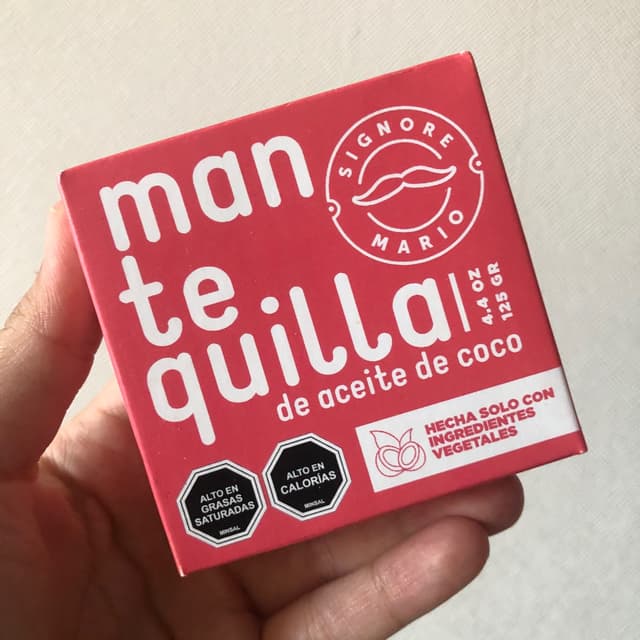 man
te
quilla
de aceite de coco
SIGNORE
MARIO
4.4 OZ
125 GR
HECHA SOLO CON
INGREDIENTES
VEGETALES
ALTO EN
GRASAS
SATURADAS
MINSAL
ALTO EN
CALORÍAS
MINSAL